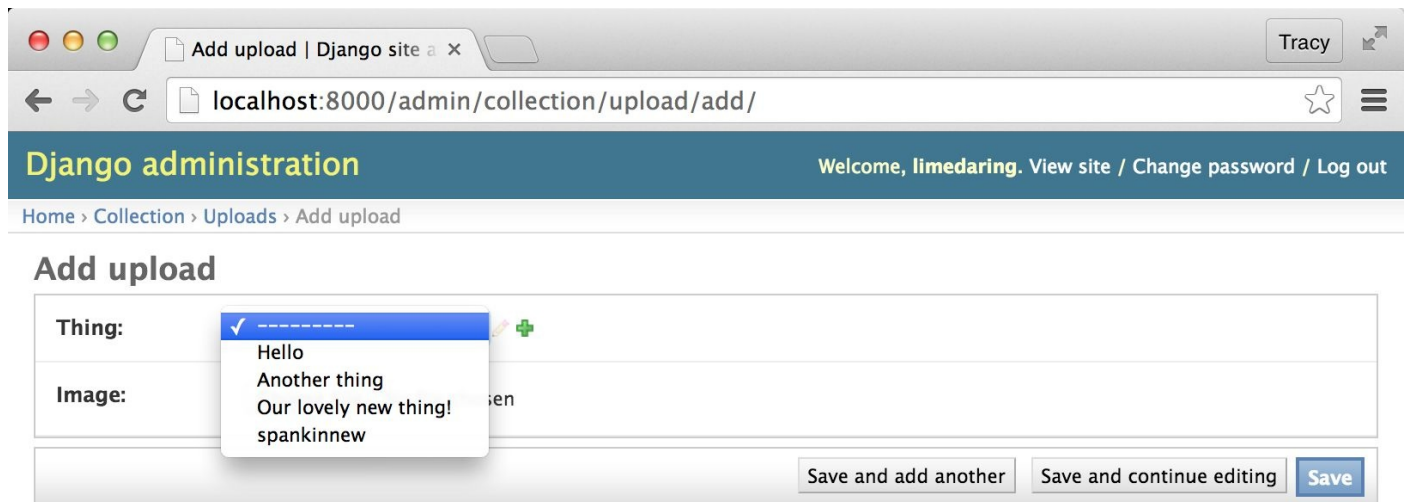 Add upload | Django site a
Tracy
localhost:8000/admin/collection/upload/add/
Django administration
Welcome, limedaring. View site / Change password / Log out
Home › Collection › Uploads › Add upload
Add upload
Thing:
✓ ---------
Hello
Another thing
Image:
Our lovely new thing!
spankinnew
Save and add another
Save and continue editing
Save